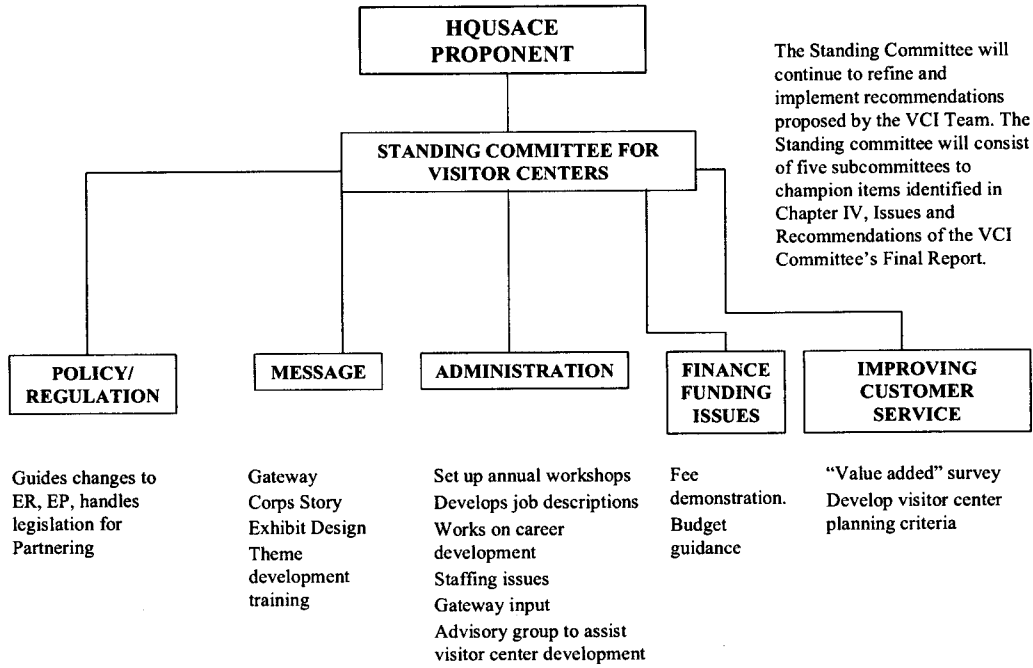 HQUSACE
PROPONENT
The Standing Committee will
continue to refine and
implement recommendations
proposed by the VCI Team. The
Standing committee will consist
of five subcommittees to
champion items identified in
Chapter IV, Issues and
Recommendations of the VCI
Committee's Final Report.
STANDING COMMITTEE FOR
VISITOR CENTERS
POLICY/
REGULATION
Guides changes to
ER, EP, handles
legislation for
Partnering
MESSAGE
Gateway
Corps Story
Exhibit Design
Theme
development
training
ADMINISTRATION
Set up annual workshops
Develops job descriptions
Works on career
development
Staffing issues
Gateway input
Advisory group to assist
visitor center development
FINANCE
FUNDING
ISSUES
Fee
demonstration.
Budget
guidance
IMPROVING
CUSTOMER
SERVICE
“Value added” survey
Develop visitor center
planning criteria